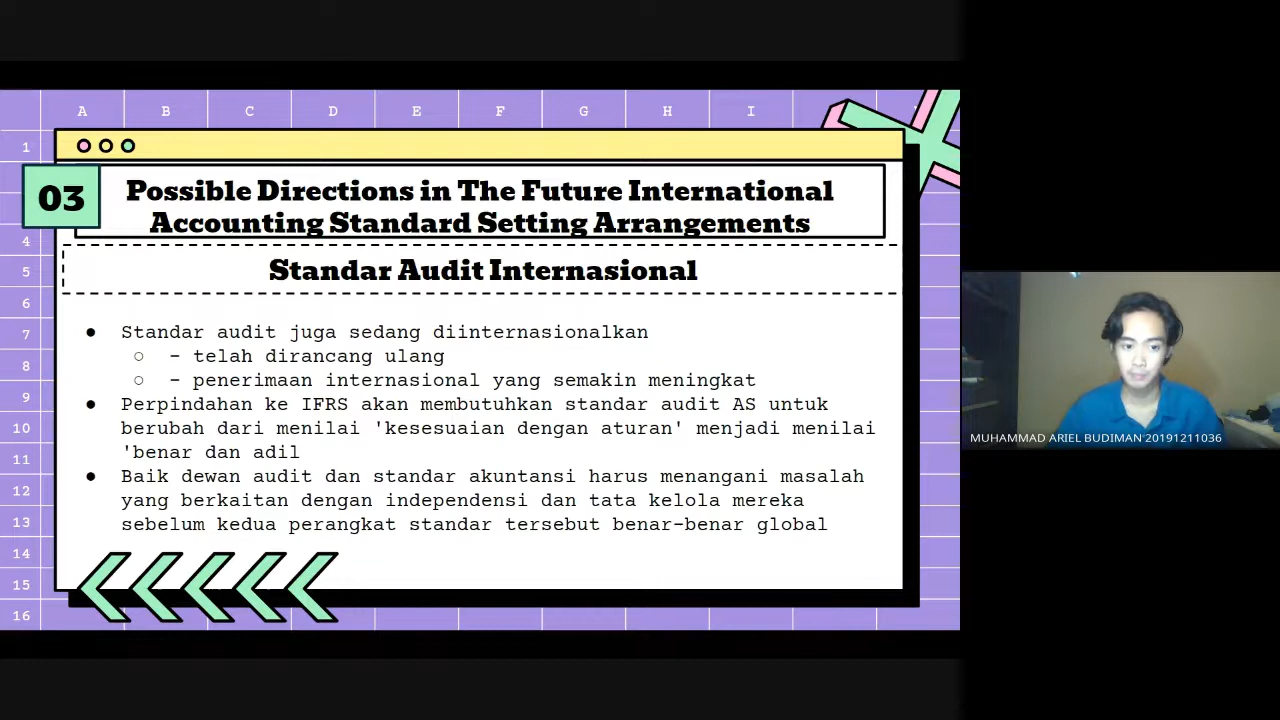 A B C D E F G H I
1
03
Possible Directions in The Future International
Accounting Standard Setting Arrangements
4
5
Standar Audit Internasional
6
7
● Standar audit juga sedang diinternasionalkan
8
○ - telah dirancang ulang
○ - penerimaan internasional yang semakin meningkat
9
● Perpindahan ke IFRS akan membutuhkan standar audit AS untuk
10
berubah dari menilai 'kesesuaian dengan aturan' menjadi menilai
11
'benar dan adil
● Baik dewan audit dan standar akuntansi harus menangani masalah
12
yang berkaitan dengan independensi dan tata kelola mereka
13
sebelum kedua perangkat standar tersebut benar-benar global
14
15
16
MUHAMMAD ARIEL BUDIMAN 20191211036